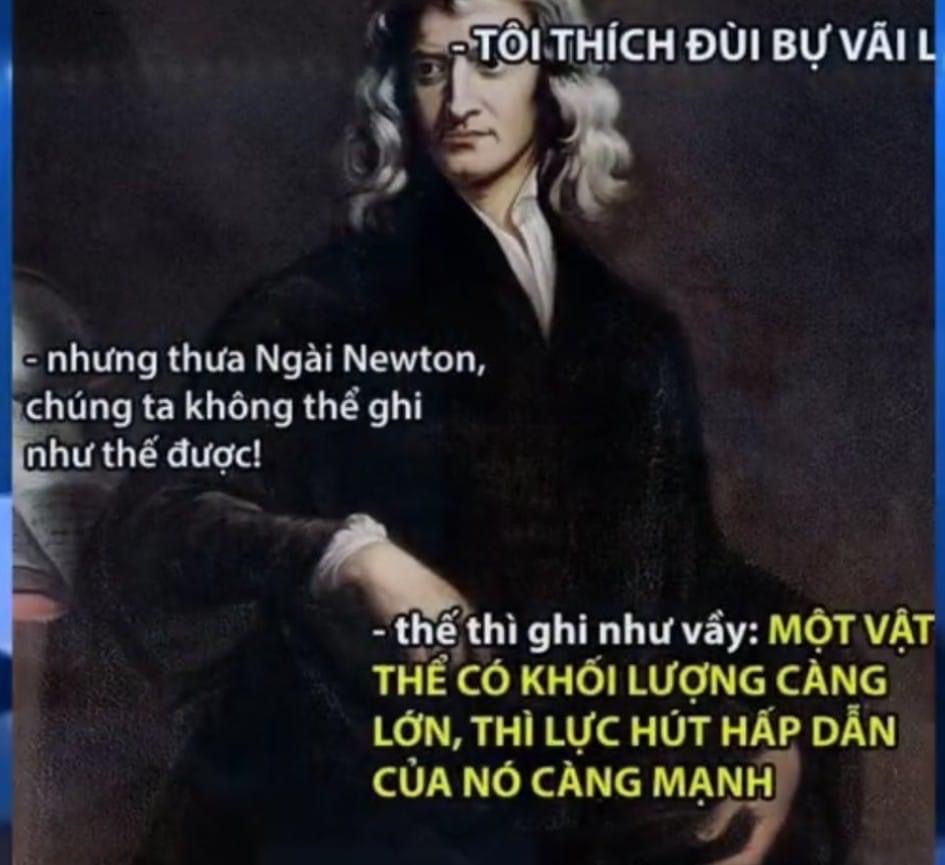 - TÔI THÍCH ĐÙI BỰ VÃI L
- nhưng thưa Ngài Newton,
chúng ta không thể ghi
như thế được!
- thế thì ghi như vầy: MỘT VẬT
THỂ CÓ KHỐI LƯỢNG CÀNG
LỚN, THÌ LỰC HÚT HẤP DẪN
CỦA NÓ CÀNG MẠNH